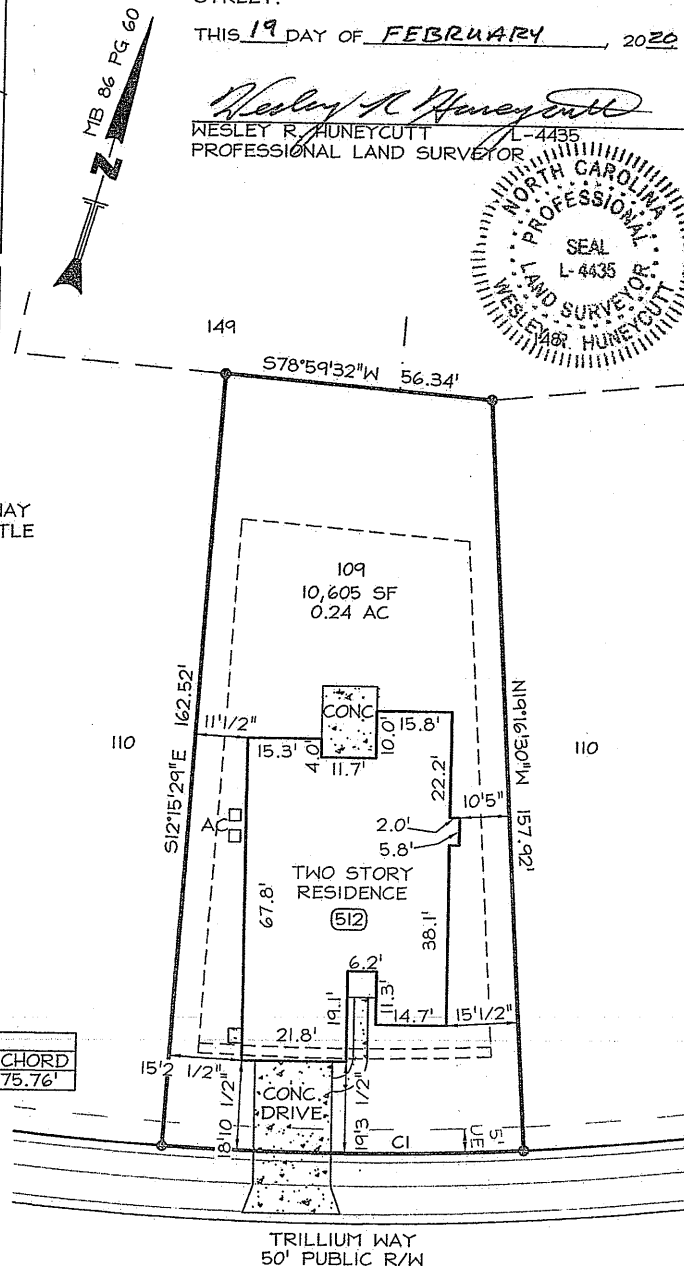 STREET.
THIS 19 DAY OF FEBRUARY, 2020
Wesley R Huneycutt
WESLEY R. HUNEYCUTT L-4435
PROFESSIONAL LAND SURVEYOR
NORTH CAROLINA
PROFESSIONAL
SEAL
L-4435
LAND SURVEYOR
WESLEY R. HUNEYCUTT
148
MB 86 PG 60
N
149
S78°59'32"W 56.34'
WAY
TLE
109
10,605 SF
0.24 AC
S12°15'29"E 162.52'
N19°16'30"W 157.92'
110
110
11'1/2"
15.3'
4.0'
CONC
11.7'
10.0'
15.8'
22.2'
10'5"
2.0'
5.8'
AC
TWO STORY
RESIDENCE
512
67.8'
38.1'
6.2'
19.1'
11.3'
14.7'
15'1/2"
21.8'
CHORD
75.76'
15'2 1/2"
18'10 1/2"
CONC.
DRIVE
19'3 1/2"
C1
5' UE
TRILLIUM WAY
50' PUBLIC R/W